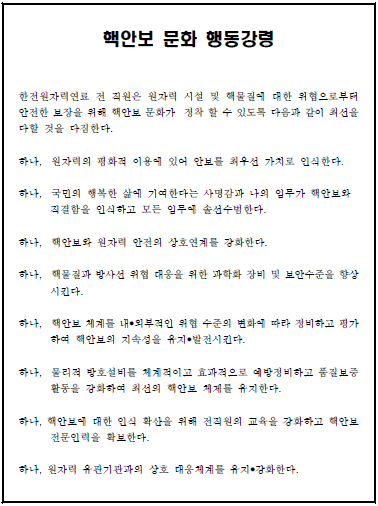 핵안보 문화 행동강령
한전원자력연료 전 직원은 원자력 시설 및 핵물질에 대한 위협으로부터
안전한 보장을 위해 핵안보 문화가 정착 할 수 있도록 다음과 같이 최선을
다할 것을 다짐한다.
하나, 원자력의 평화적 이용에 있어 안보를 최우선 가치로 인식한다.
하나, 국민의 행복한 삶에 기여한다는 사명감과 나의 임무가 핵안보와
직결함을 인식하고 모든 임무에 솔선수범한다.
하나, 핵안보와 원자력 안전의 상호연계를 강화한다.
하나, 핵물질과 방사선 위협 대응을 위한 과학화 장비 및 보안수준을 향상
시킨다.
하나, 핵안보 체계를 내•외부적인 위협 수준의 변화에 따라 정비하고 평가
하여 핵안보의 지속성을 유지•발전시킨다.
하나, 물리적 방호설비를 체계적이고 효과적으로 예방정비하고 품질보증
활동을 강화하여 최선의 핵안보 체제를 유지한다.
하나, 핵안보에 대한 인식 확산을 위해 전직원의 교육을 강화하고 핵안보
전문인력을 확보한다.
하나, 원자력 유관기관과의 상호 대응체계를 유지•강화한다.